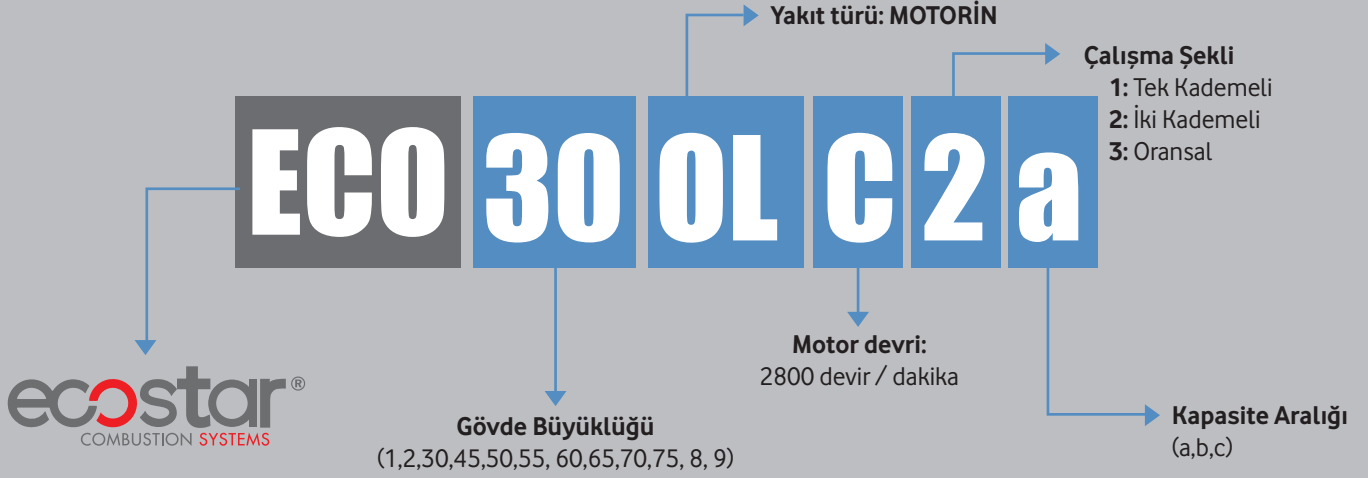 Yakıt türü: MOTORİN
Çalışma Şekli
1: Tek Kademeli
2: İki Kademeli
3: Oransal
ECO 30 OL C 2 a
Motor devri:
2800 devir / dakika
ecostar®
COMBUSTION SYSTEMS
Gövde Büyüklüğü
(1,2,30,45,50,55, 60,65,70,75, 8, 9)
Kapasite Aralığı
(a,b,c)